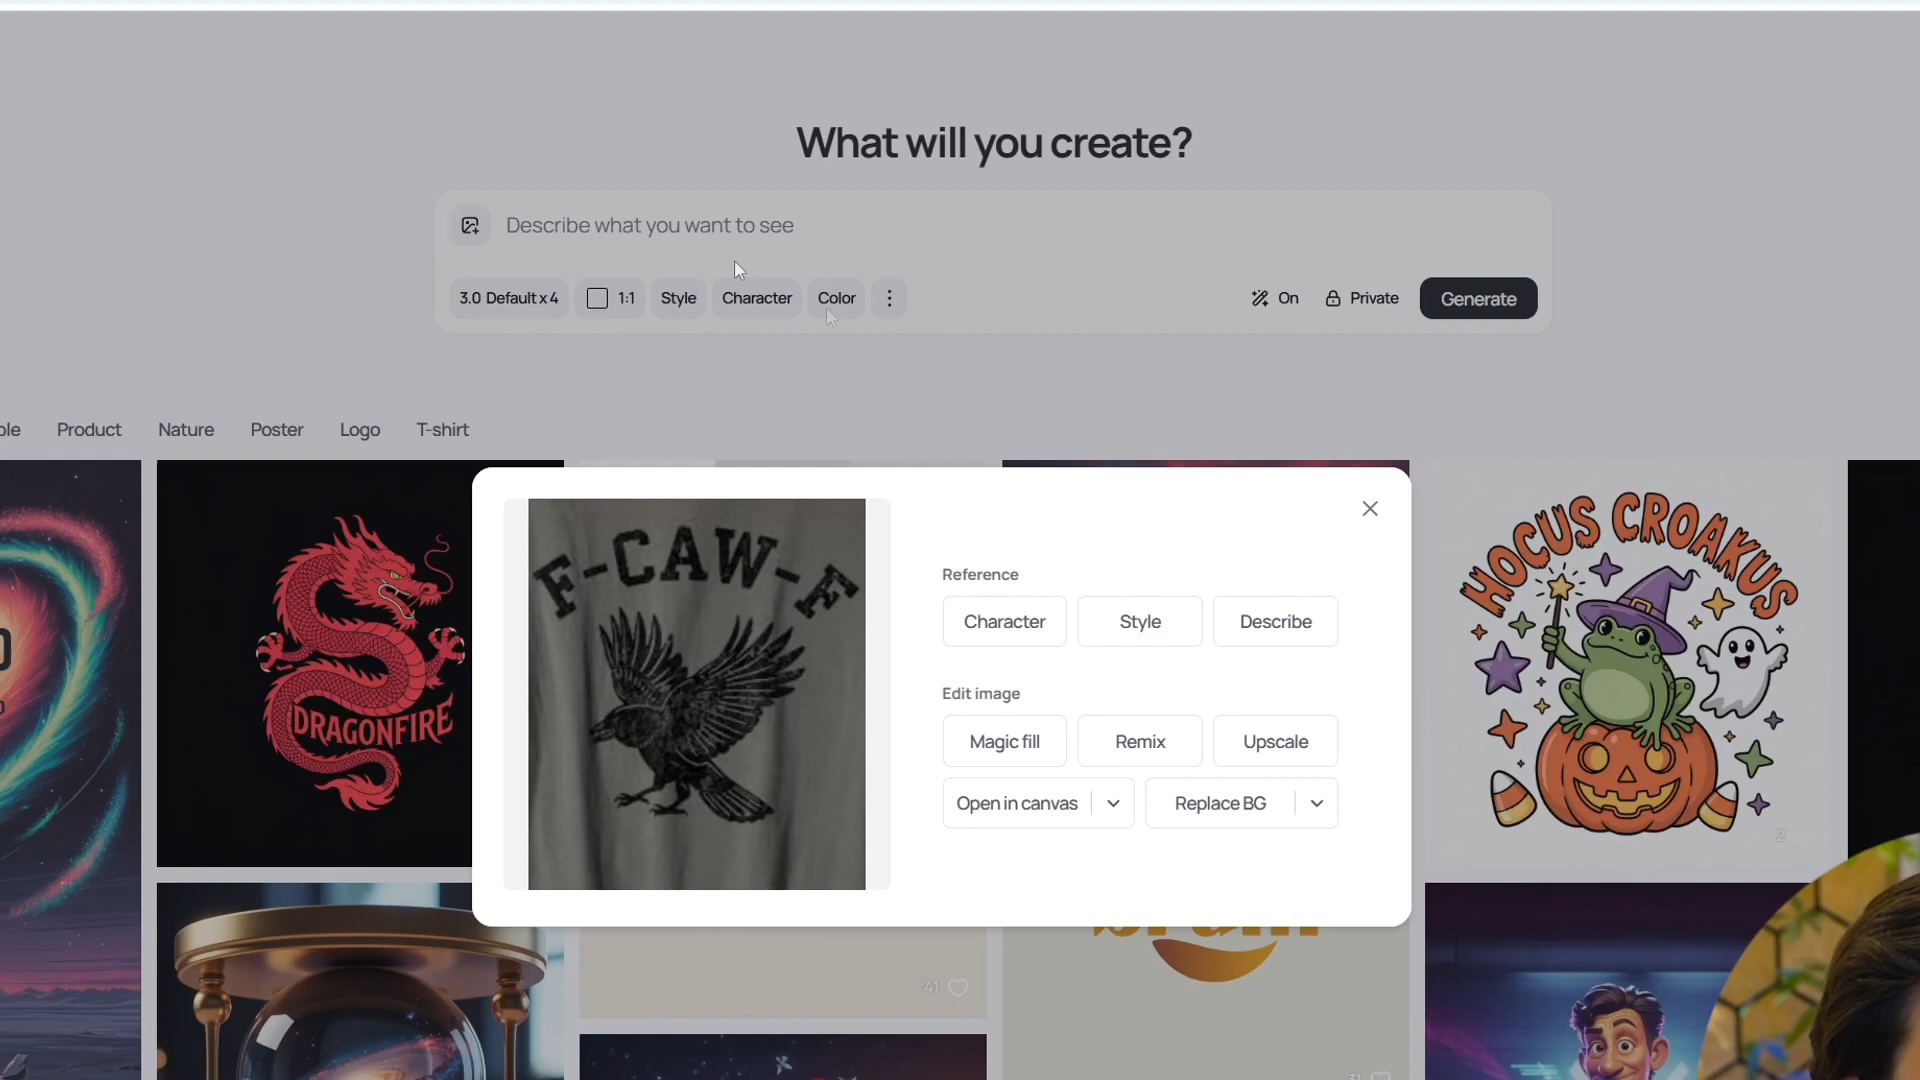 What will you create?
Describe what you want to see
3.0 Default x 4
1:1
Style
Character
Color
On
Private
Generate
Product
Nature
Poster
Logo
T-shirt
DRAGONFIRE
F-CAW-F
Reference
Character
Style
Describe
Edit image
Magic fill
Remix
Upscale
Open in canvas
Replace BG
HOCUS CROAKUS
2
41